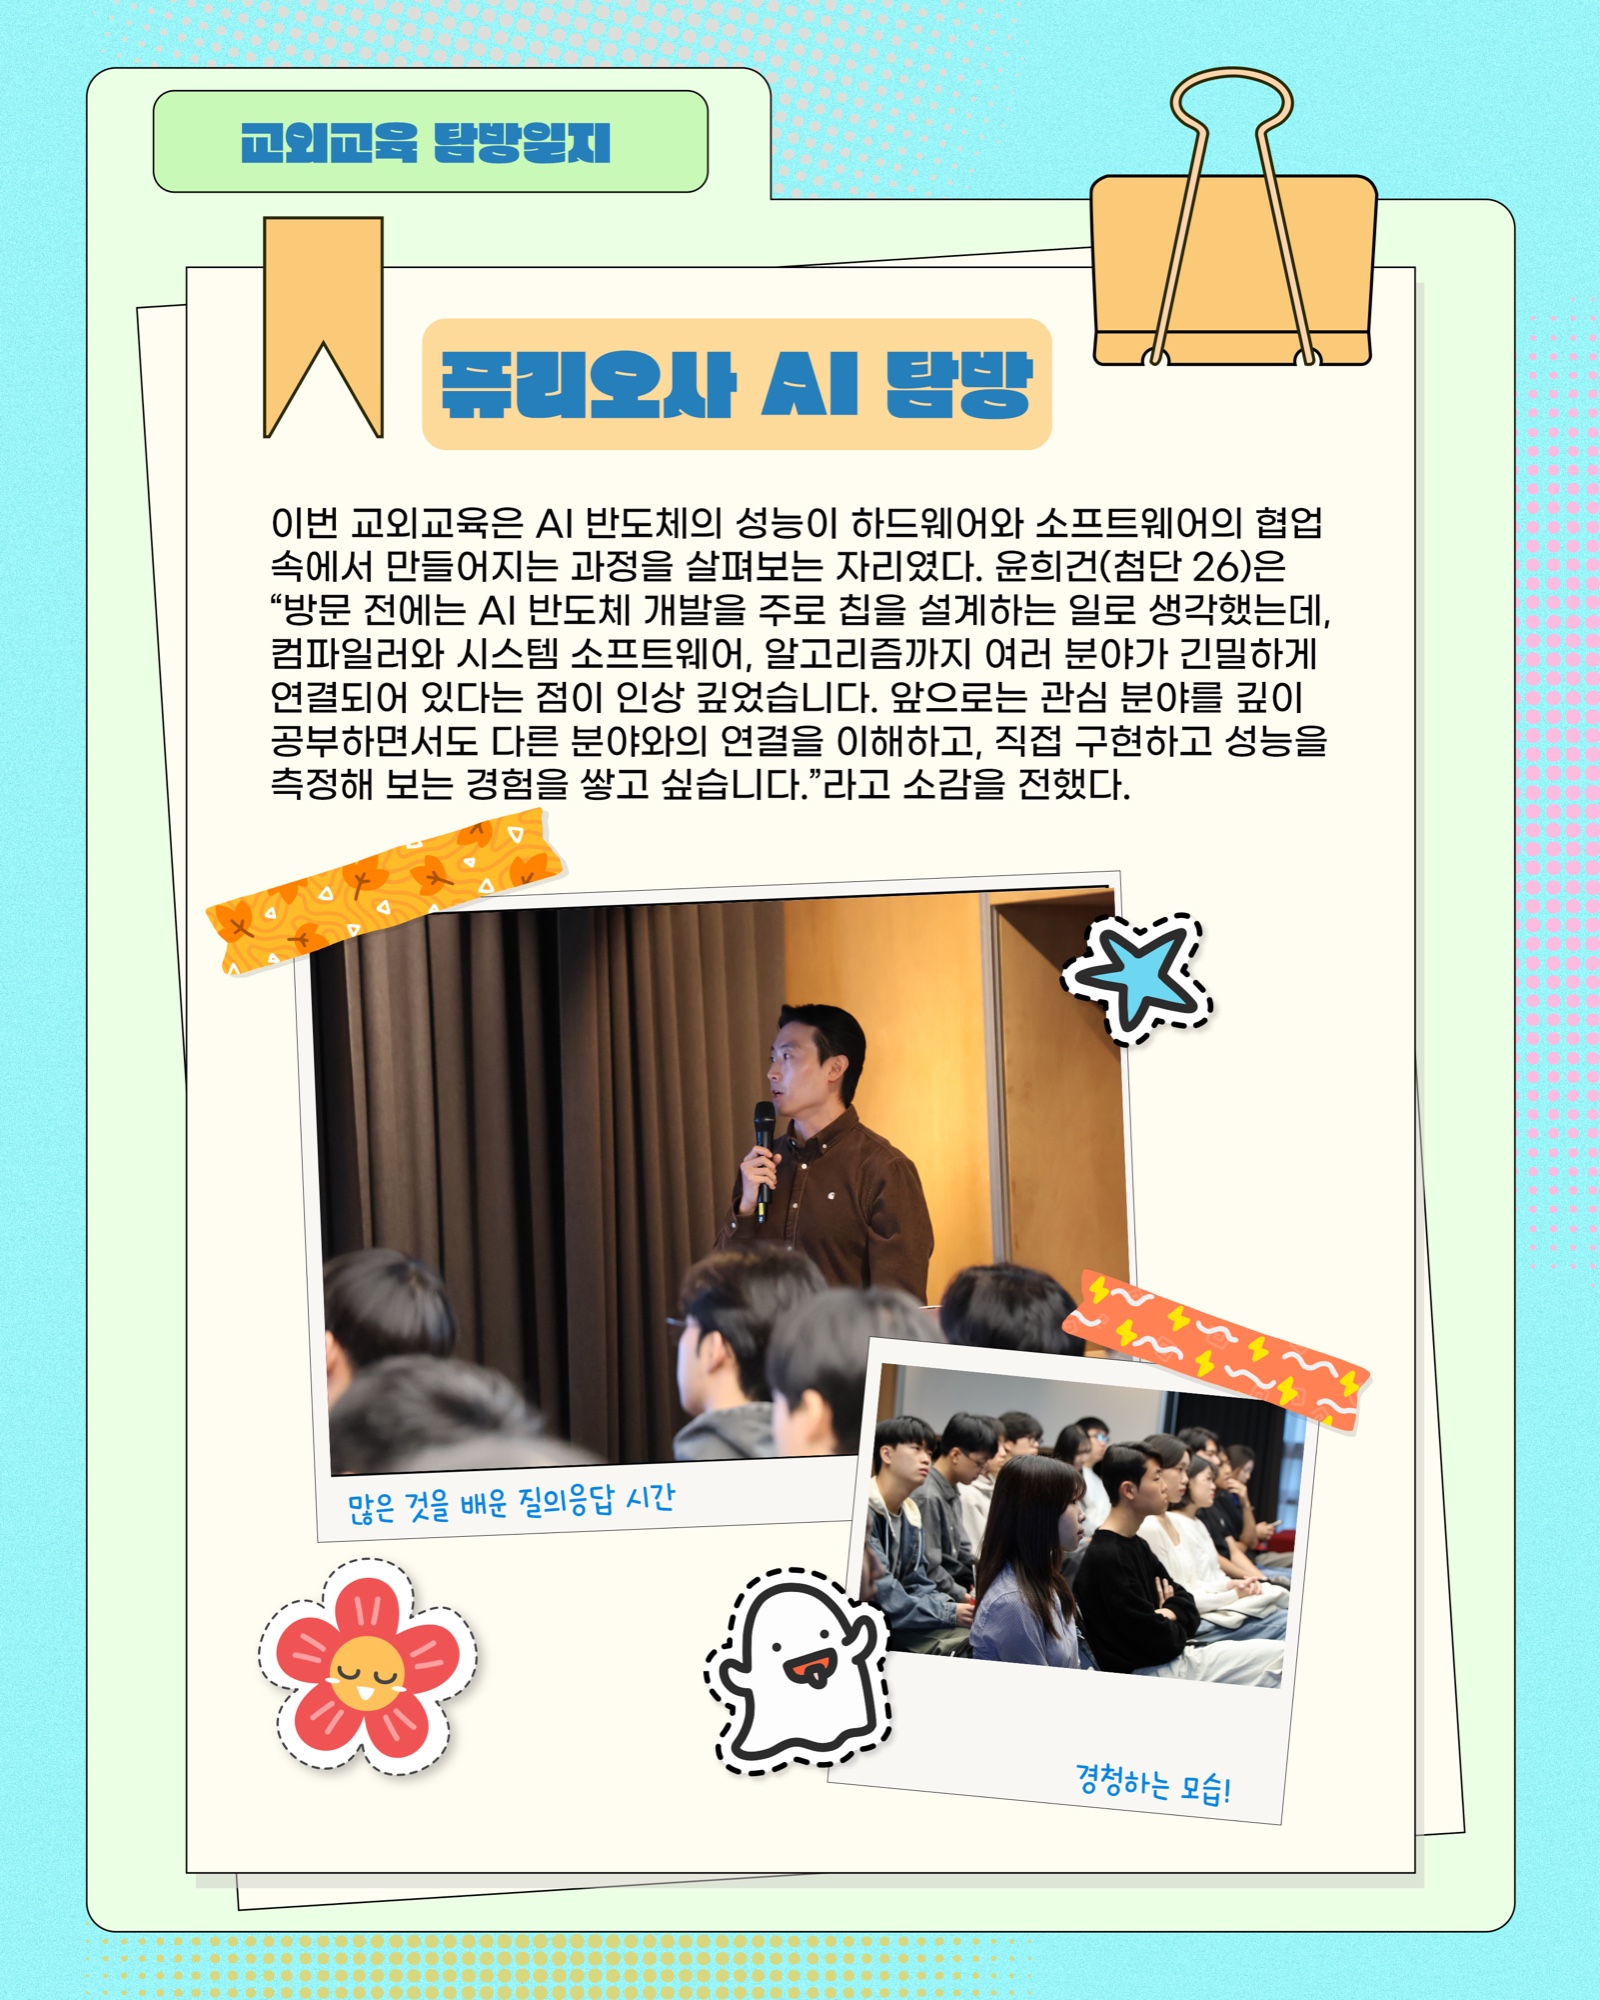 교외교육 탐방일지
퓨리오사 AI 탐방
이번 교외교육은 AI 반도체의 성능이 하드웨어와 소프트웨어의 협업
속에서 만들어지는 과정을 살펴보는 자리였다. 윤희건(첨단 26)은
“방문 전에는 AI 반도체 개발을 주로 칩을 설계하는 일로 생각했는데,
컴파일러와 시스템 소프트웨어, 알고리즘까지 여러 분야가 긴밀하게
연결되어 있다는 점이 인상 깊었습니다. 앞으로는 관심 분야를 깊이
공부하면서도 다른 분야와의 연결을 이해하고, 직접 구현하고 성능을
측정해 보는 경험을 쌓고 싶습니다.”라고 소감을 전했다.
많은 것을 배운 질의응답 시간
경청하는 모습!